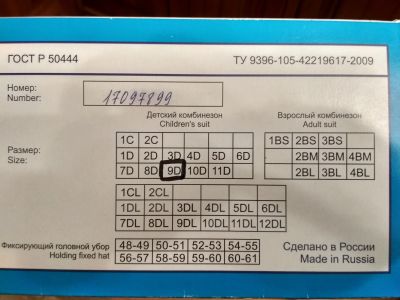 ГОСТ Р 50444 ТУ 9396-105-42219617-2009
Номер:
Number: 17097899
Детский комбинезон Взрослый комбинезон
Children's suit Adult suit
1C 2C 1BS 2BS 3BS
Размер: 1D 2D 3D 4D 5D 6D 2BM 3BM 4BM
Size: 7D 8D 9D 10D 11D 2BL 3BL 4BL
1CL 2CL
1DL 2DL 3DL 4DL 5DL 6DL
7DL 8DL 9DL 10DL 11DL 12DL
Фиксирующий головной убор 48-49 50-51 52-53 54-55 Сделано в России
Holding fixed hat 56-57 58-59 59-60 60-61 Made in Russia